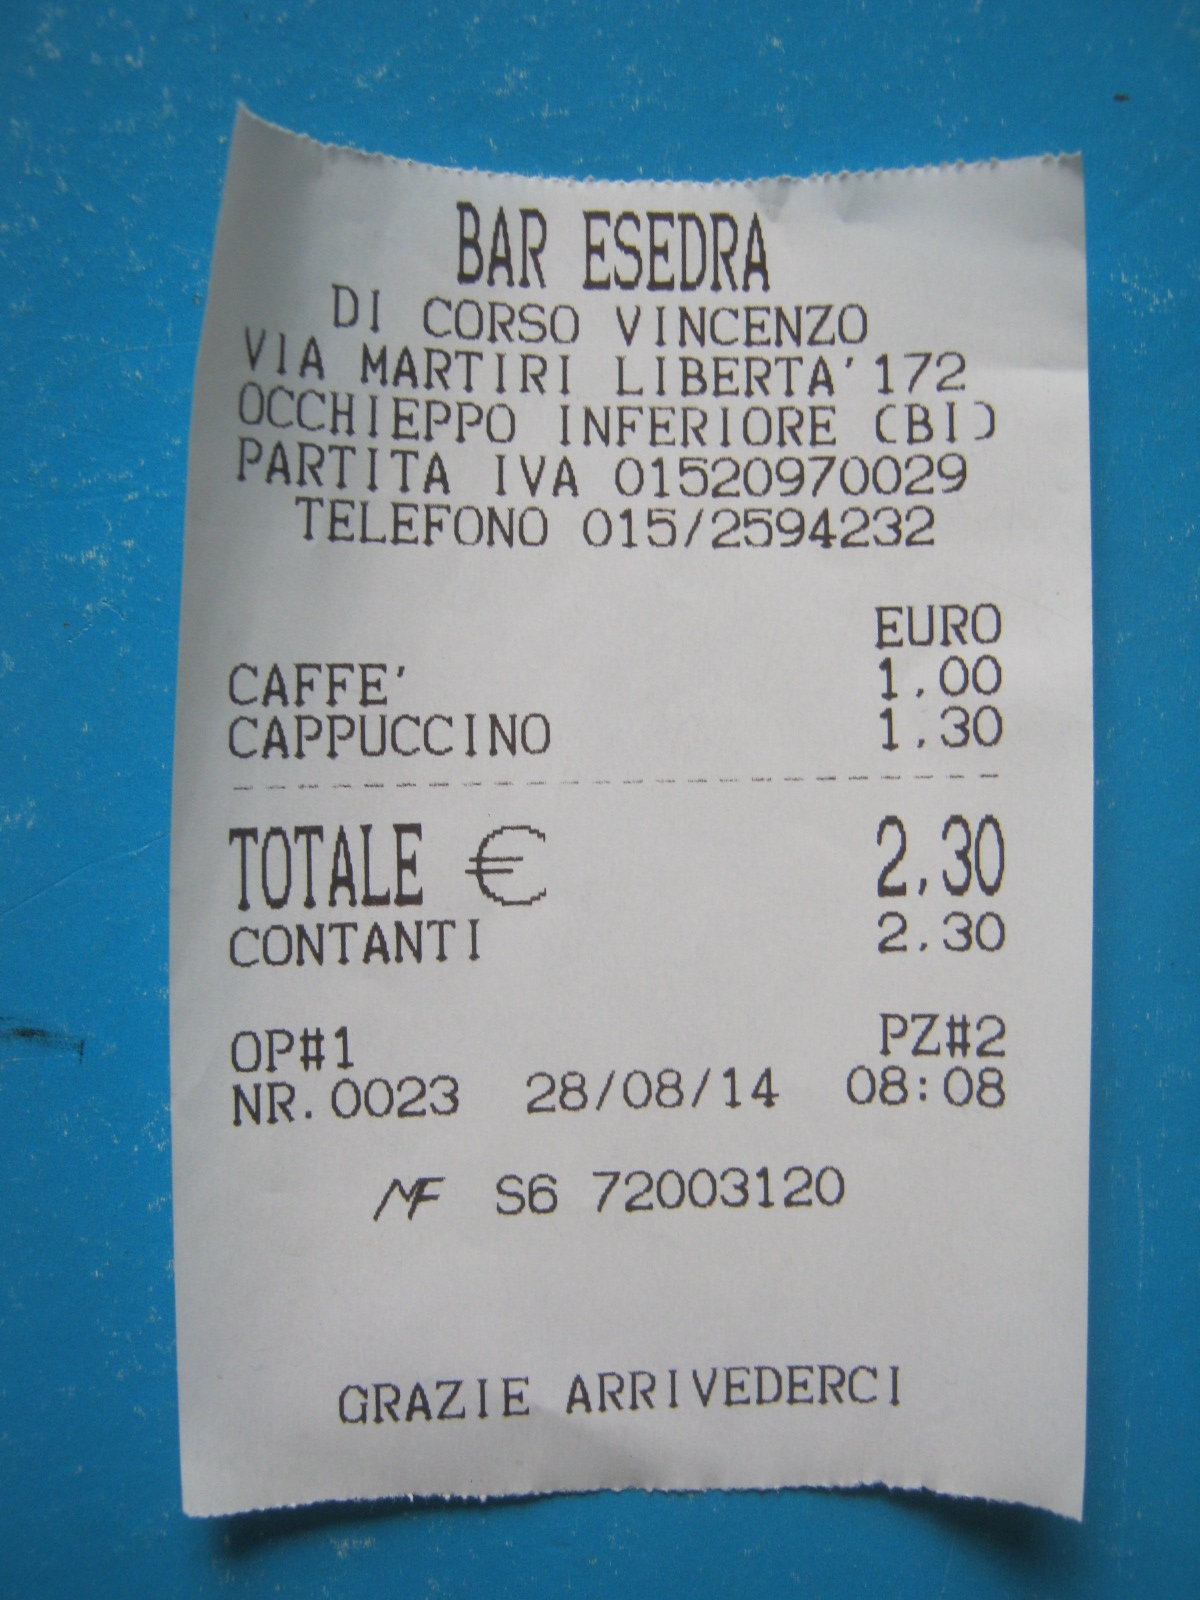 BAR ESEDRA
DI CORSO VINCENZO
VIA MARTIRI LIBERTA'172
OCCHIEPPO INFERIORE (BI)
PARTITA IVA 01520970029
TELEFONO 015/2594232
EURO
CAFFE' 1,00
CAPPUCCINO 1,30
TOTALE € 2,30
CONTANTI 2,30
OP#1 PZ#2
NR.0023 28/08/14 08:08
MF S6 72003120
GRAZIE ARRIVEDERCI